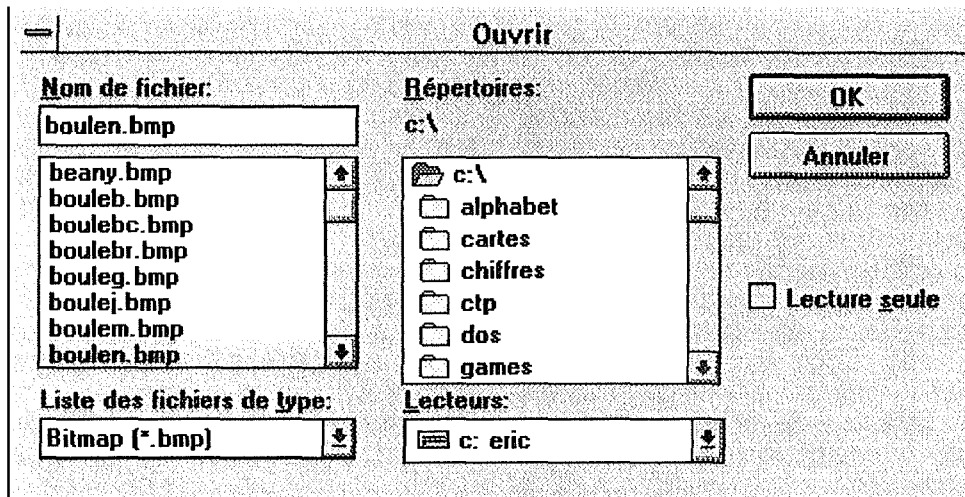 Ouvrir
Nom de fichier:
boulen.bmp
beany.bmp
bouleb.bmp
boulebc.bmp
boulebr.bmp
bouleg.bmp
boulej.bmp
boulem.bmp
boulen.bmp
Liste des fichiers de type:
Bitmap (*.bmp)
Répertoires:
c:\
c:\
alphabet
cartes
chiffres
ctp
dos
games
Lecteurs:
c: eric
OK
Annuler
Lecture seule